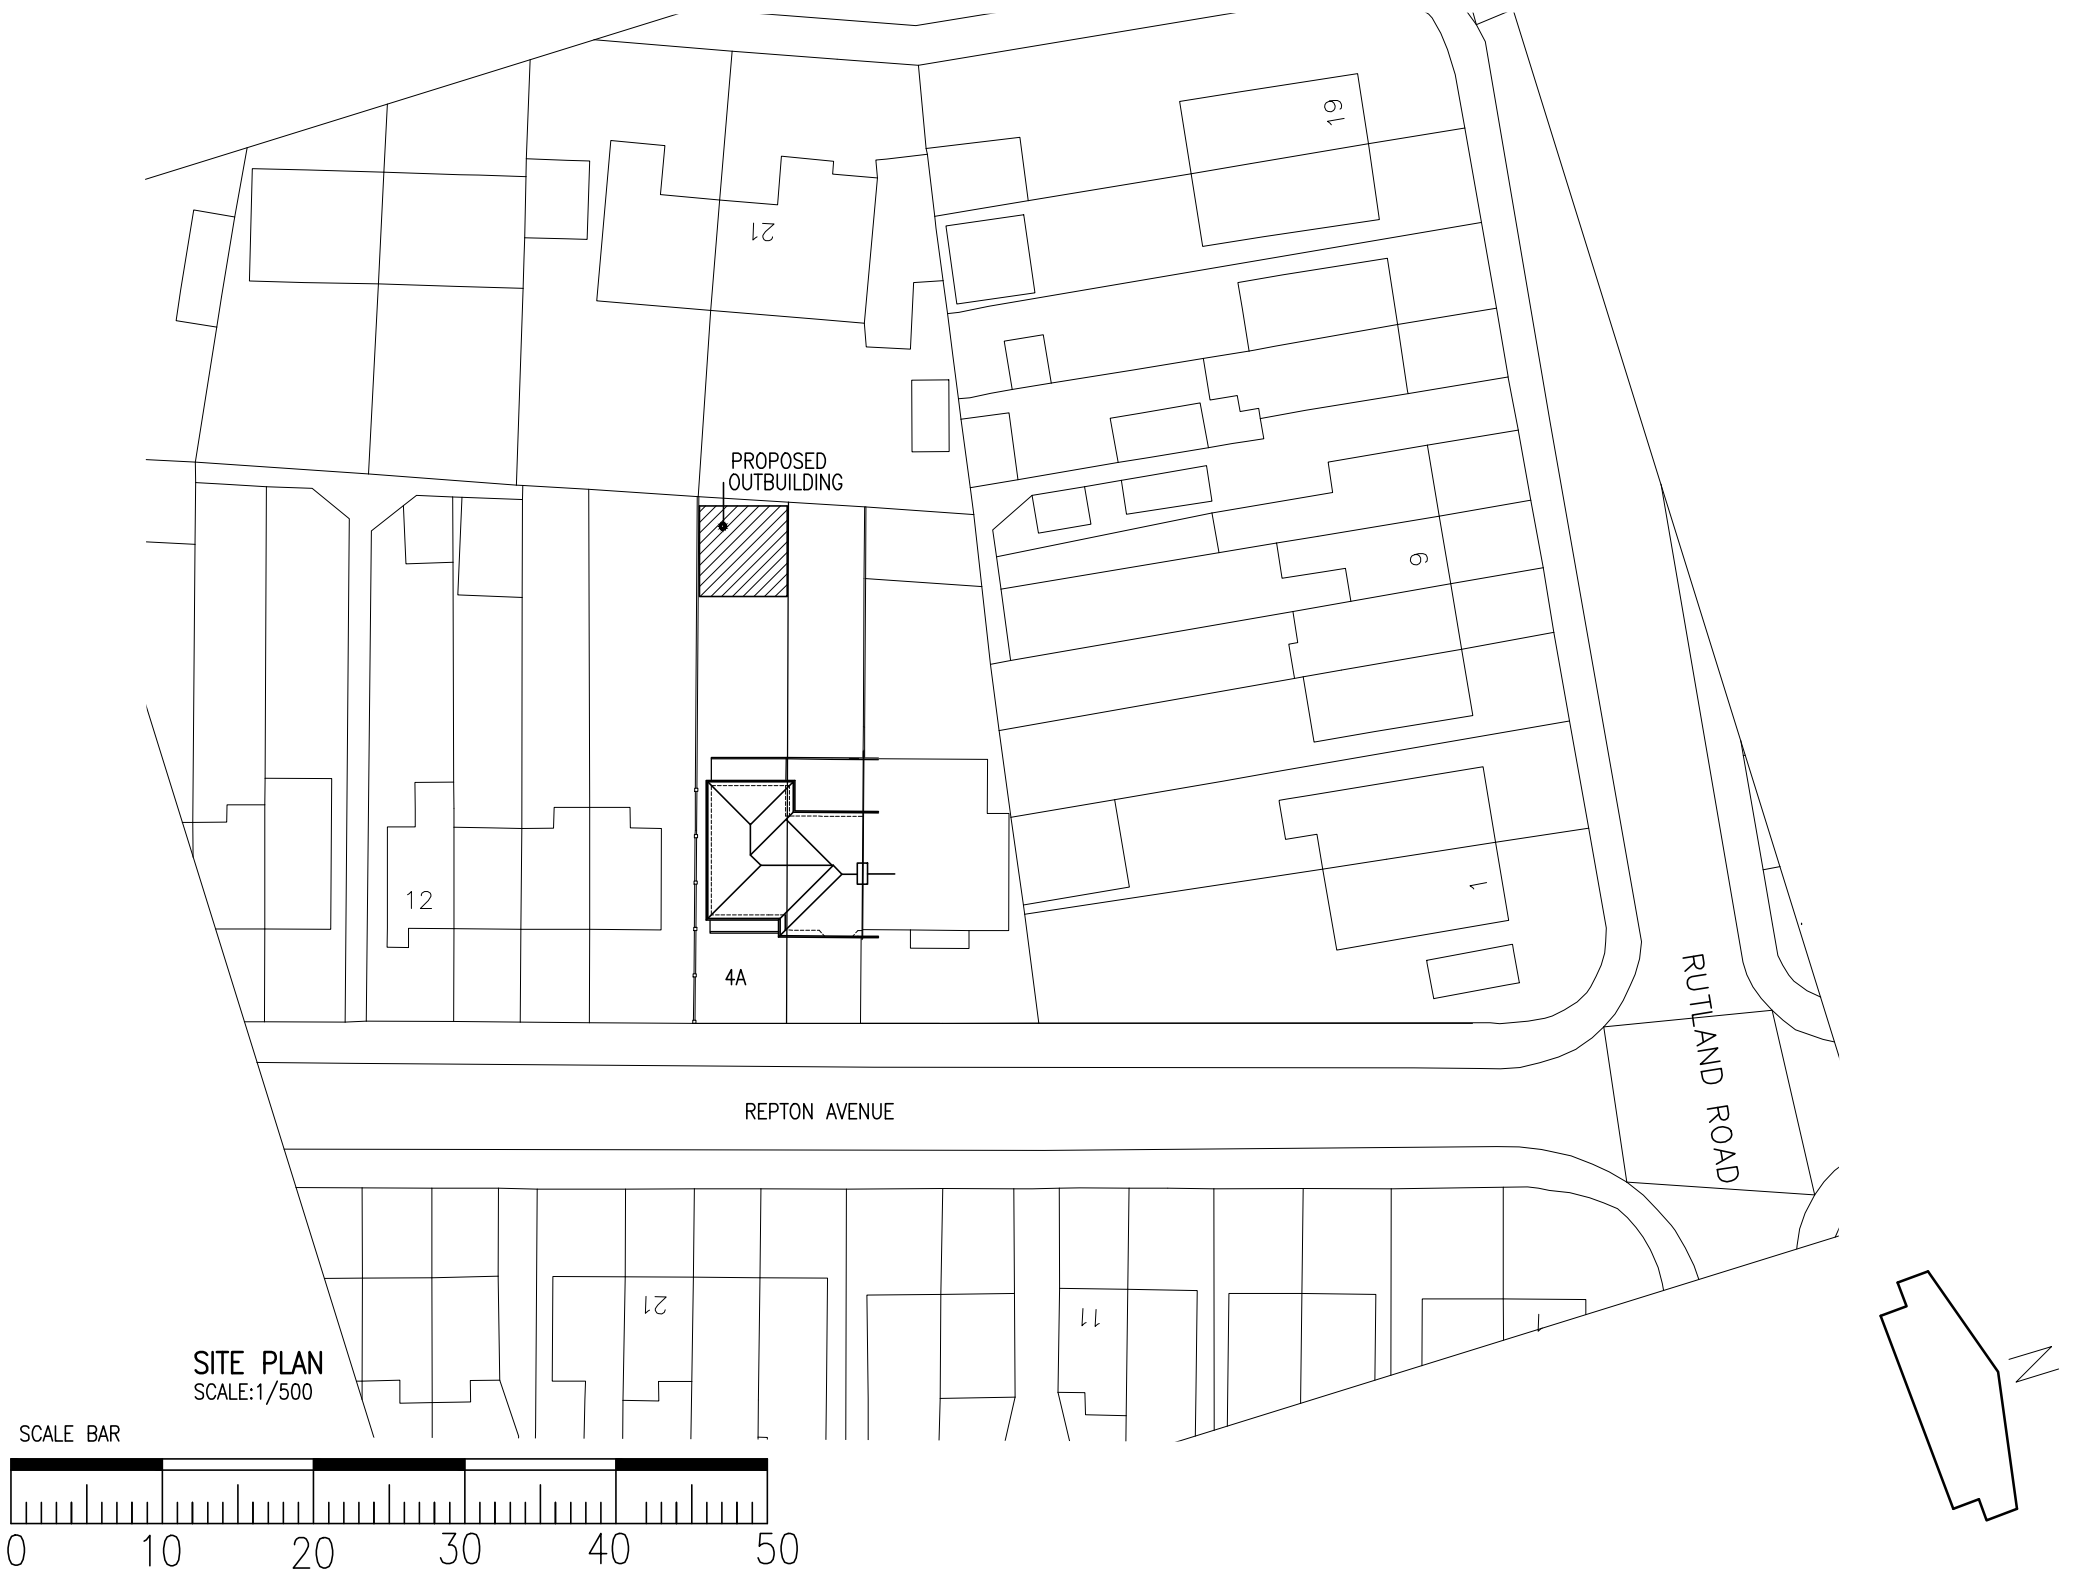 19
21
PROPOSED
OUTBUILDING
9
12
1
4A
RUTLAND ROAD
REPTON AVENUE
21
11
1
SITE PLAN
SCALE:1/500
SCALE BAR
0 10 20 30 40 50
N